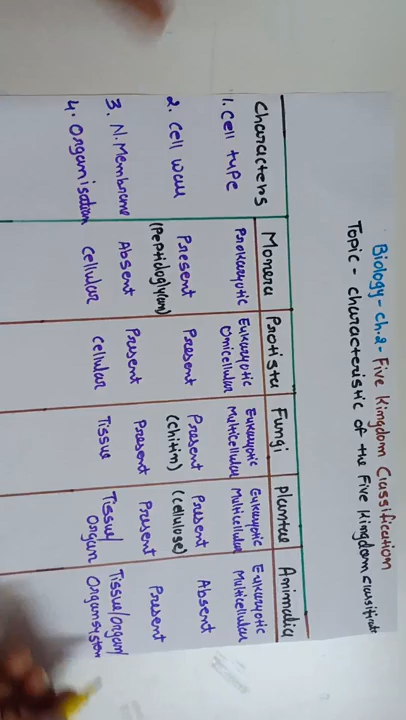 Biology - ch.2 - Five Kingdom Classification
Topic - characteristic of the Five Kingdom classificate
Characters Monera Protista Fungi Plantae Animalia
1. Cell type Prokaryotic Eukaryotic Eukaryotic Eukaryotic Eukaryotic
Unicellular Multicellular Multicellular Multicellular
2. Cell wall Present Present Present Present Absent
(Peptidoglycan) (chitin) (cellulose)
3. N. Membrane Absent Present Present Present Present
4. Organisation Cellular Cellular Tissue Tissue/ Tissue/organ/
Organ Organsystem